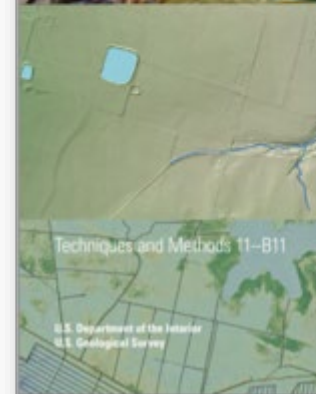 Techniques and Methods 11–B11
U.S. Department of the Interior
U.S. Geological Survey